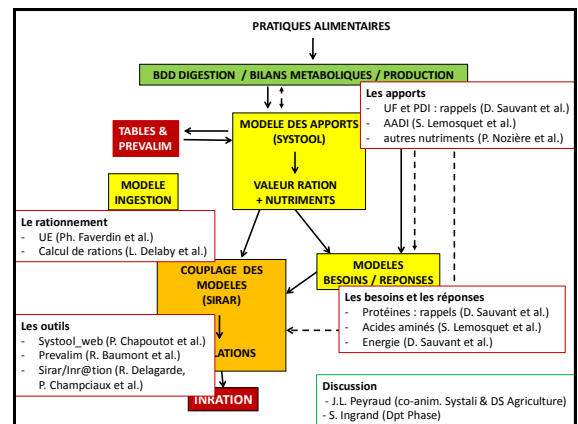 PRATIQUES ALIMENTAIRES
BDD DIGESTION / BILANS METABOLIQUES / PRODUCTION
Les apports
- UF et PDI : rappels (D. Sauvant et al.)
- AADI (S. Lemosquet et al.)
- autres nutriments (P. Nozière et al.)
MODELE DES APPORTS
(SYSTOOL)
TABLES &
PREVALIM
VALEUR RATION
+ NUTRIMENTS
MODELE
INGESTION
Le rationnement
- UE (Ph. Faverdin et al.)
- Calcul de rations (L. Delaby et al.)
COUPLAGE DES
MODELES
(SIRAR)
MODELES
BESOINS / REPONSES
Les besoins et les réponses
- Protéines : rappels (D. Sauvant et al.)
- Acides aminés (S. Lemosquet et al.)
- Energie (D. Sauvant et al.)
Les outils
- Systool_web (P. Chapoutot et al.)
- Prevalim (R. Baumont et al.)
- Sirar/Inr@tion (R. Delagarde,
P. Champciaux et al.)
LATIONS
INRATION
Discussion
- J.L. Peyraud (co-anim. Systali & DS Agriculture)
- S. Ingrand (Dpt Phase)